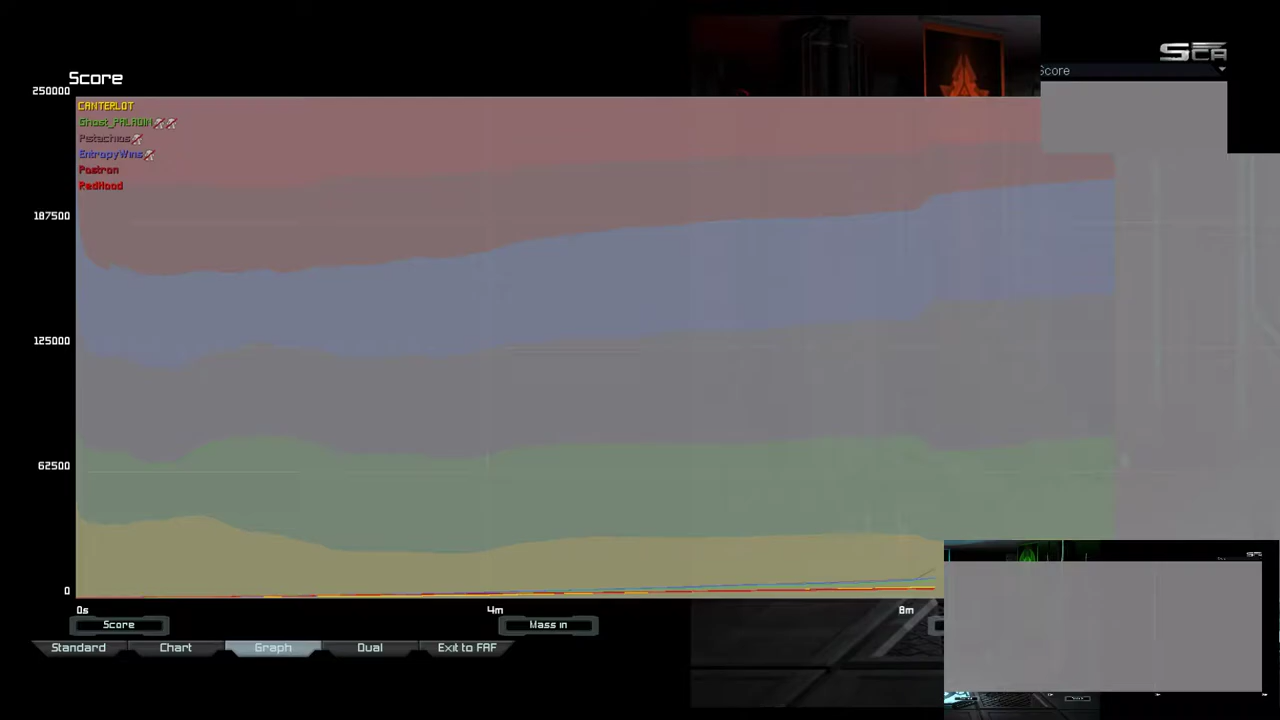 Score
SCA
Score
250000
CANTERLOT
Ghost_PALADIN
Pistachios
EntropyWins
Postron
RedHood
187500
125000
62500
0
0s
4m
8m
Score
Mass in
Standard
Chart
Graph
Dual
Exit to FAF